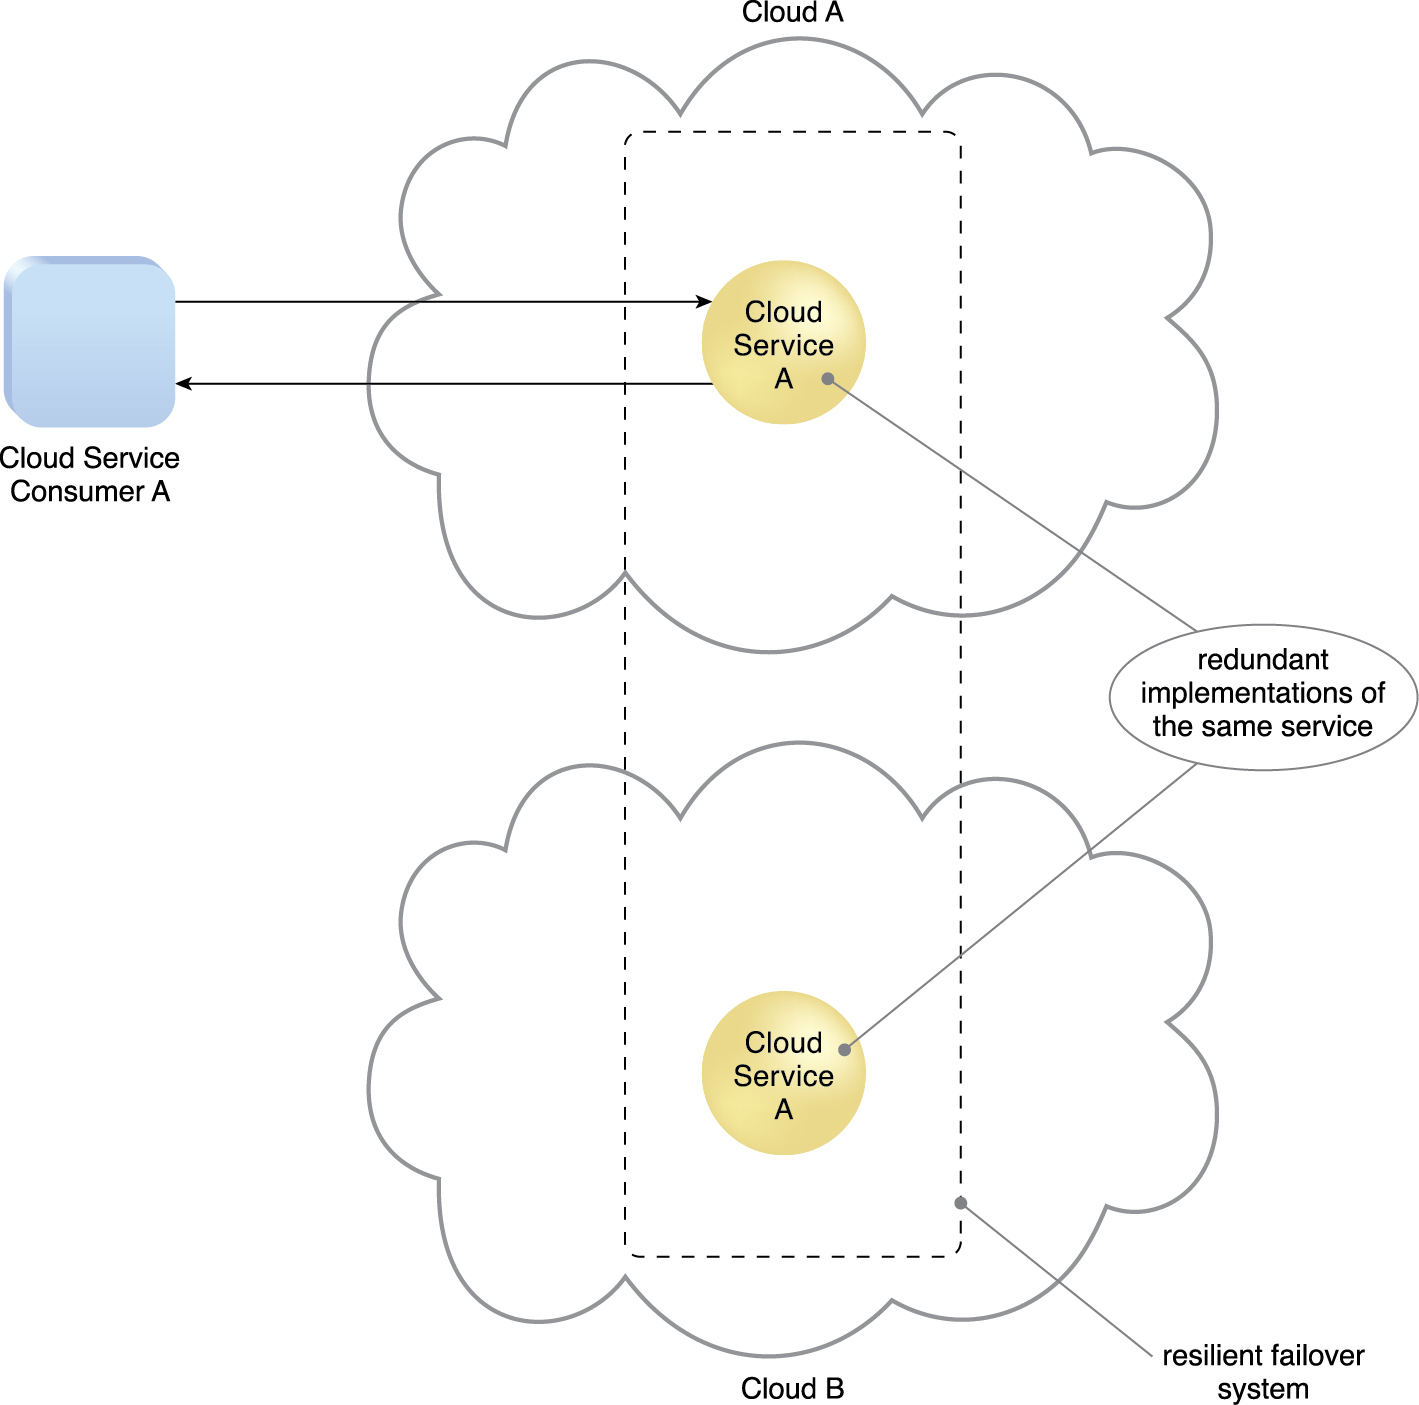 Cloud A
Cloud
Service
A
Cloud Service
Consumer A
redundant
implementations of
the same service
Cloud
Service
A
resilient failover
system
Cloud B